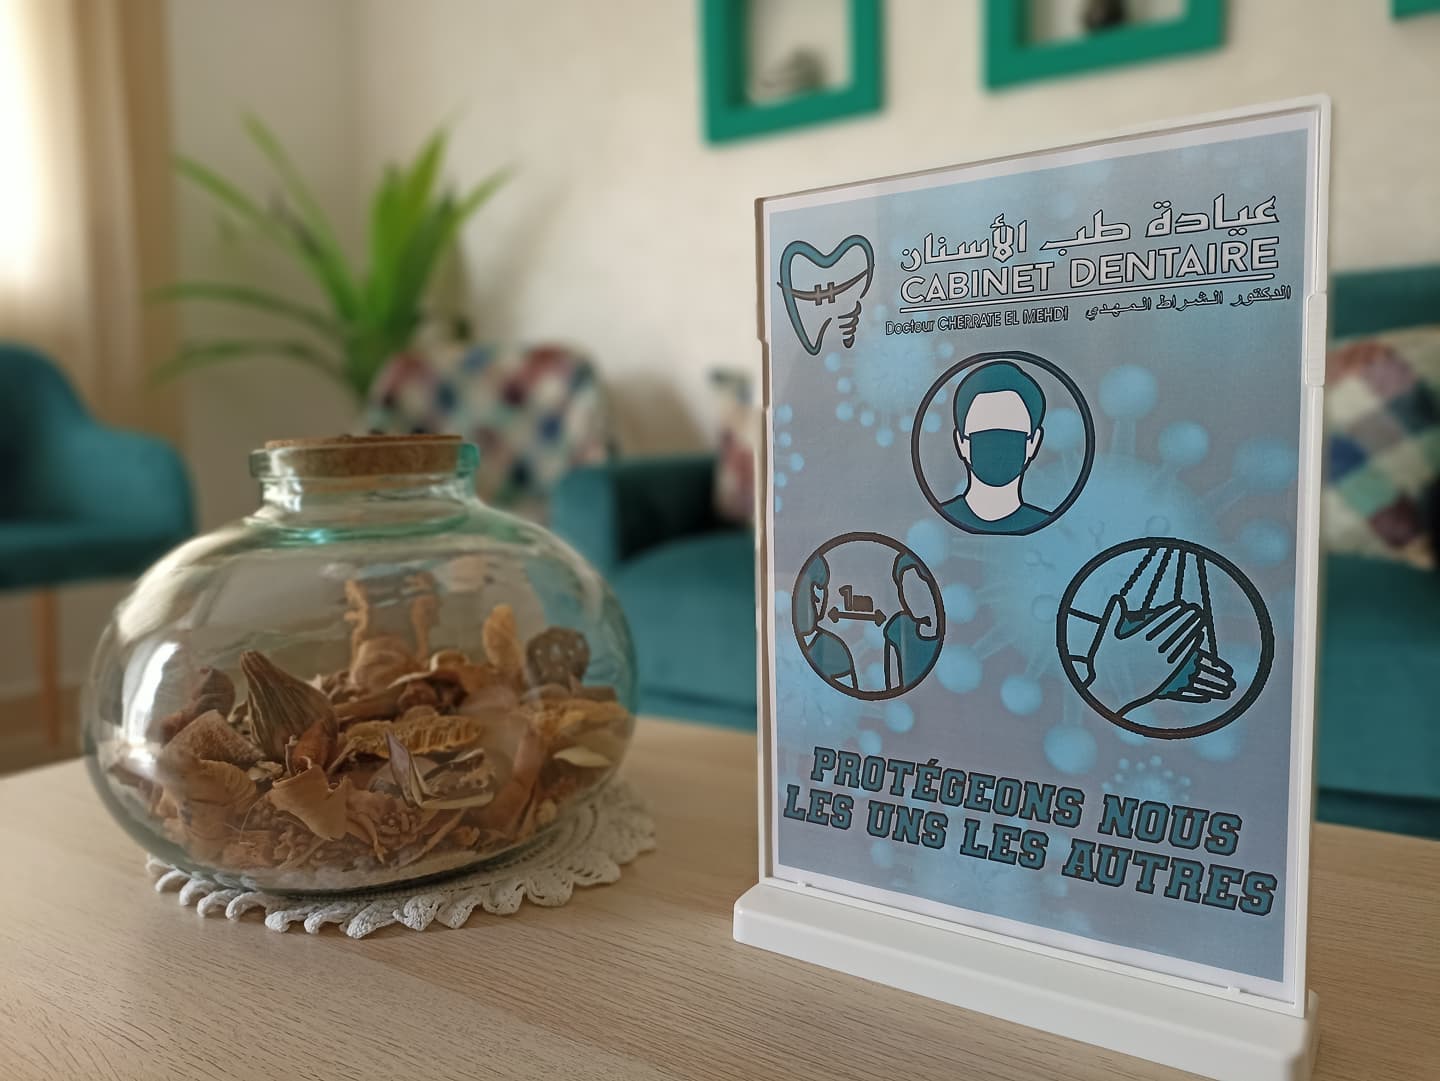 عيادة طب الأسنان
CABINET DENTAIRE
Docteur CHERRATE EL MEHDI الدكتور الشراط المهدي
1m
PROTÉGEONS NOUS
LES UNS LES AUTRES